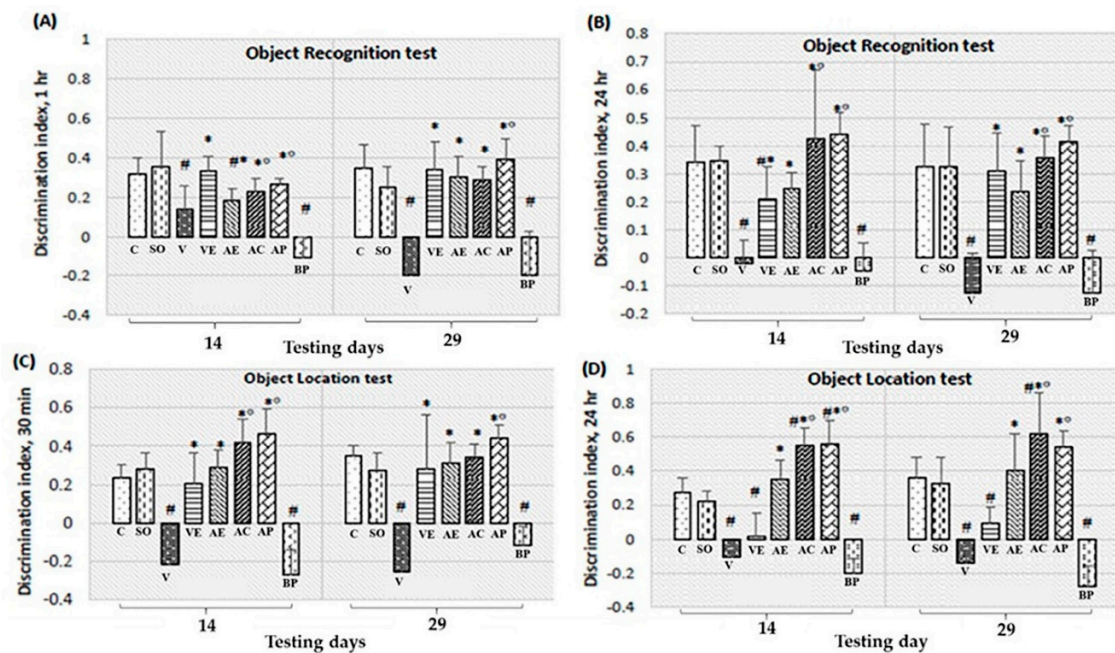 (A)
Object Recognition test
Discrimination index, 1 hr
1
0.8
0.6
0.4
0.2
0
-0.2
-0.4
# * #* *° *° # # * * * *° #
C SO V VE AE AC AP BP C SO V VE AE AC AP BP
14 29
Testing days
(B)
Object Recognition test
Discrimination index, 24 hr
0.8
0.7
0.6
0.5
0.4
0.3
0.2
0.1
0
-0.1
-0.2
# #* * *° *° # # * * *° *° #
C SO V VE AE AC AP BP C SO V VE AE AC AP BP
14 29
Testing days
(C)
Object Location test
Discrimination index, 30 min
0.8
0.6
0.4
0.2
0
-0.2
-0.4
# * * *° *° # # * * * *° #
C SO V VE AE AC AP BP C SO V VE AE AC AP BP
14 29
Testing days
(D)
Object Location test
Discrimination index, 24 hr
1
0.8
0.6
0.4
0.2
0
-0.2
-0.4
# # * #*° #*° # # # * #*° *° #
C SO V VE AE AC AP BP C SO V VE AE AC AP BP
14 29
Testing day